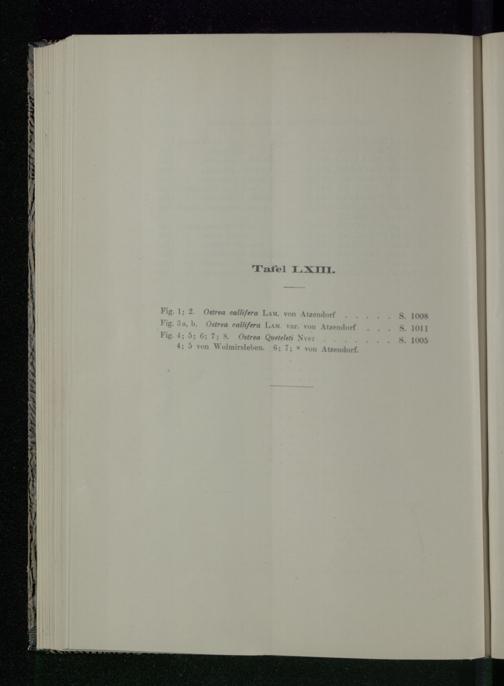 Tafel LXIII.
Fig. 1; 2. Ostrea callifera LAM. von Atzendorf . . . . . S. 1008
Fig. 3a, b. Ostrea callifera LAM. var. von Atzendorf . . . S. 1011
Fig. 4; 5; 6; 7; 8. Ostrea Queteleti NYST . . . . . . . S. 1005
4; 5 von Wolmirsleben. 6; 7; 8 von Atzendorf.